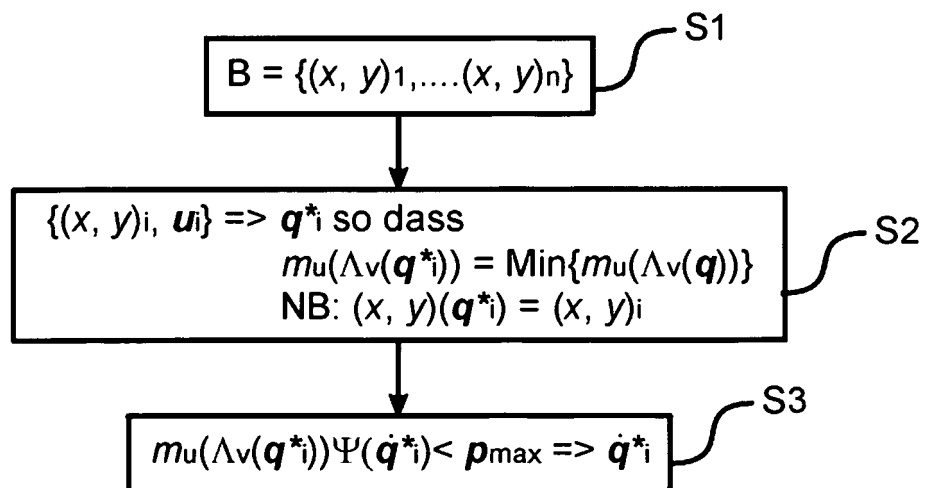 S1
B = {(x, y)1,....(x, y)n}
{(x, y)i, ui} => q*i so dass
S2
mu(Λv(q*i)) = Min{mu(Λv(q))}
NB: (x, y)(q*i) = (x, y)i
S3
mu(Λv(q*i))Ψ(q̇*i)< pmax => q̇*i